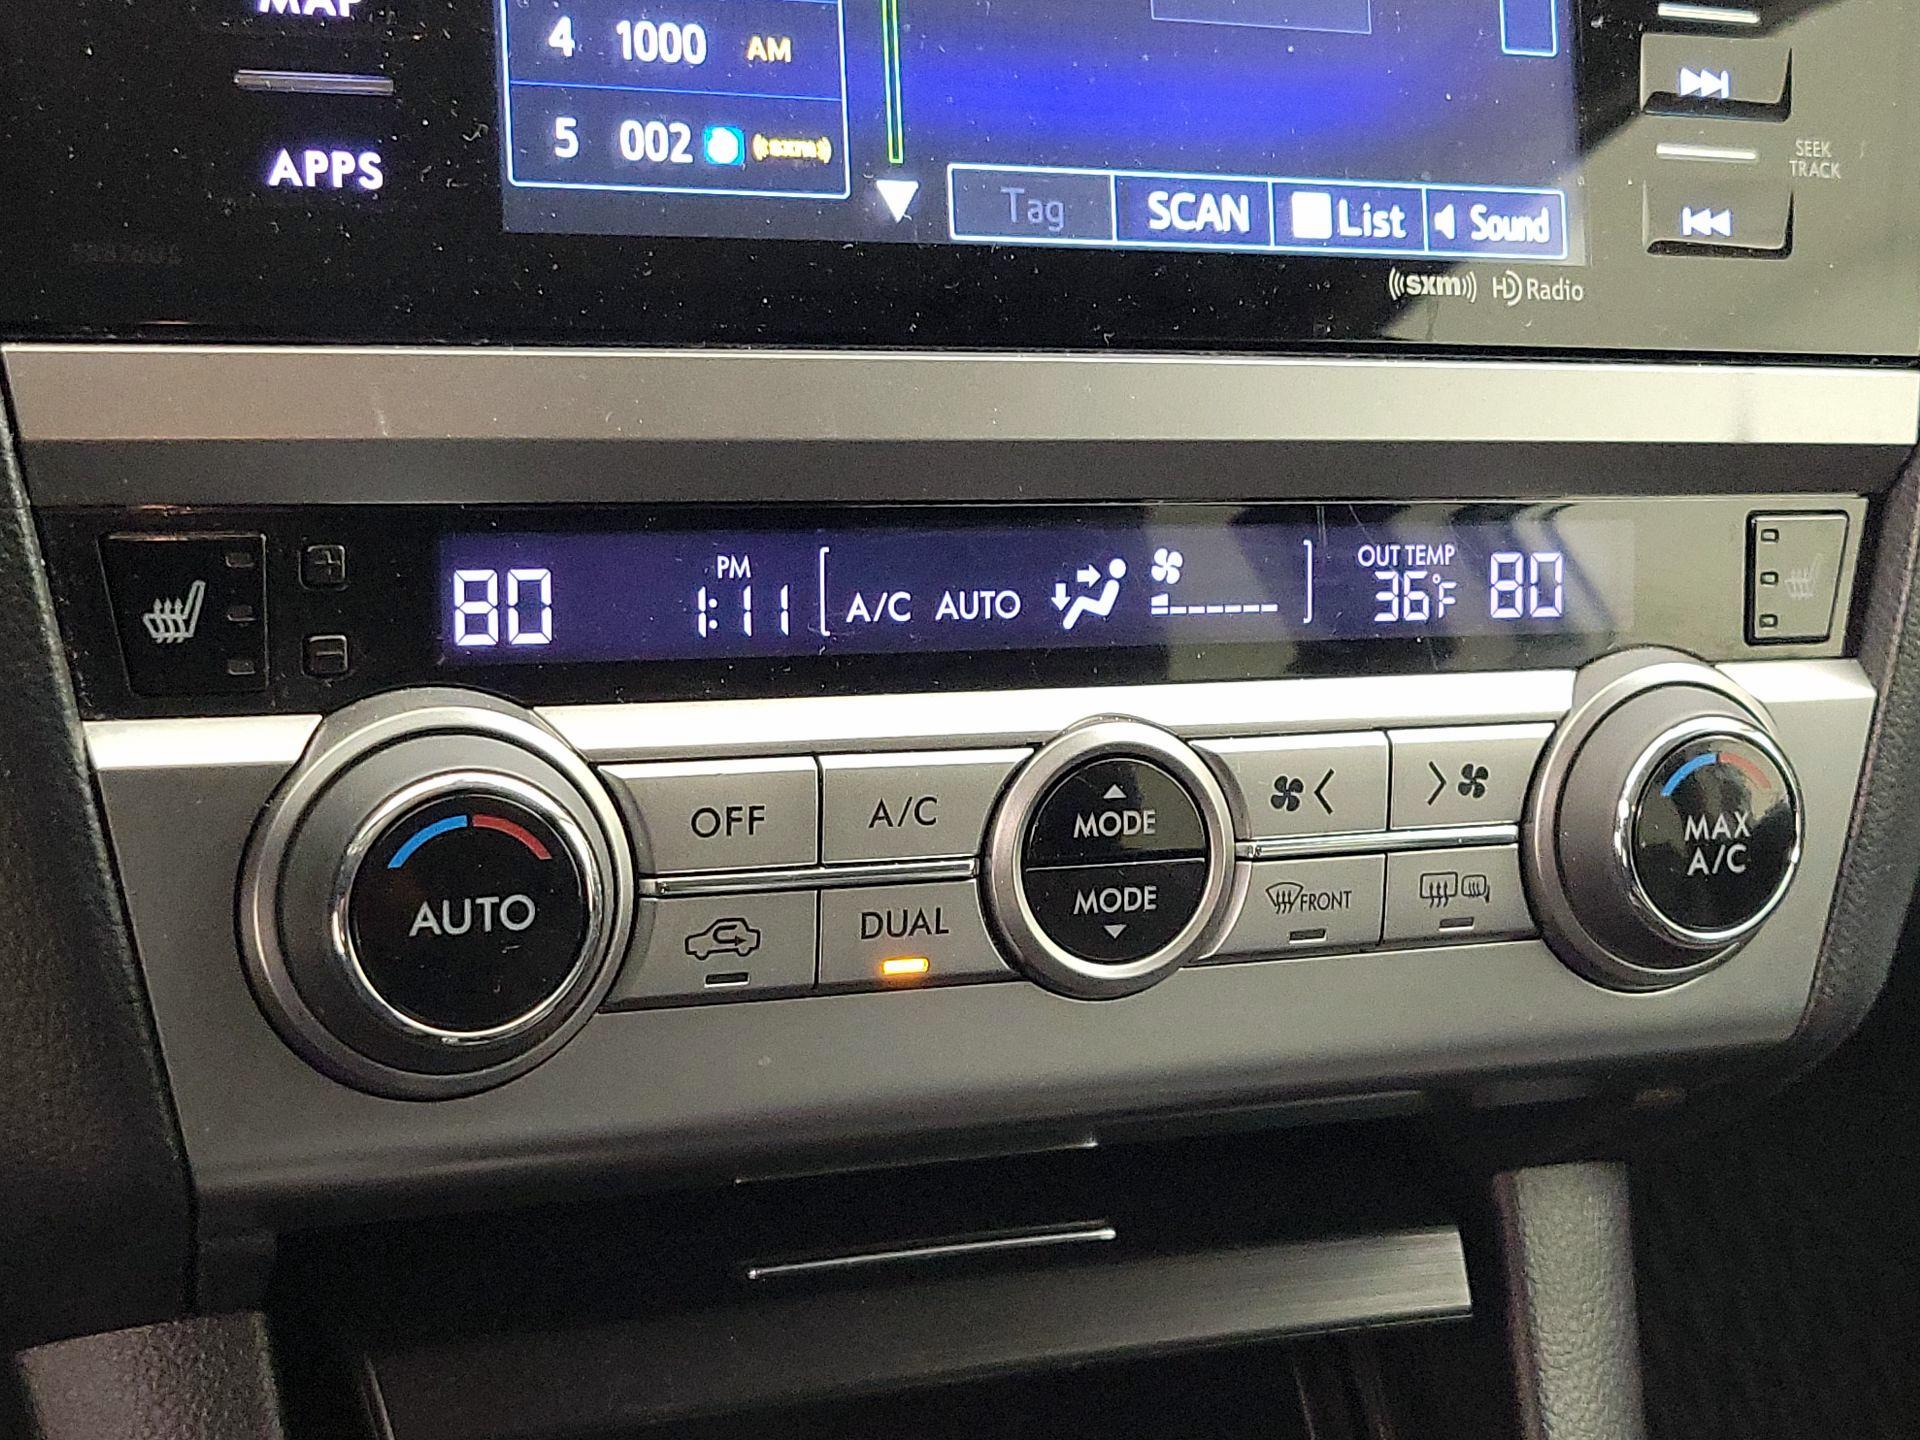 MAP
APPS
4 1000 AM
5 002 ((sxm))
Tag SCAN List Sound
SEEK
TRACK
((sxm)) HD Radio
80 PM 1:11 [ A/C AUTO ] OUT TEMP 36°F 80
OFF A/C
AUTO
DUAL
MODE
MODE
FRONT
MAX
A/C